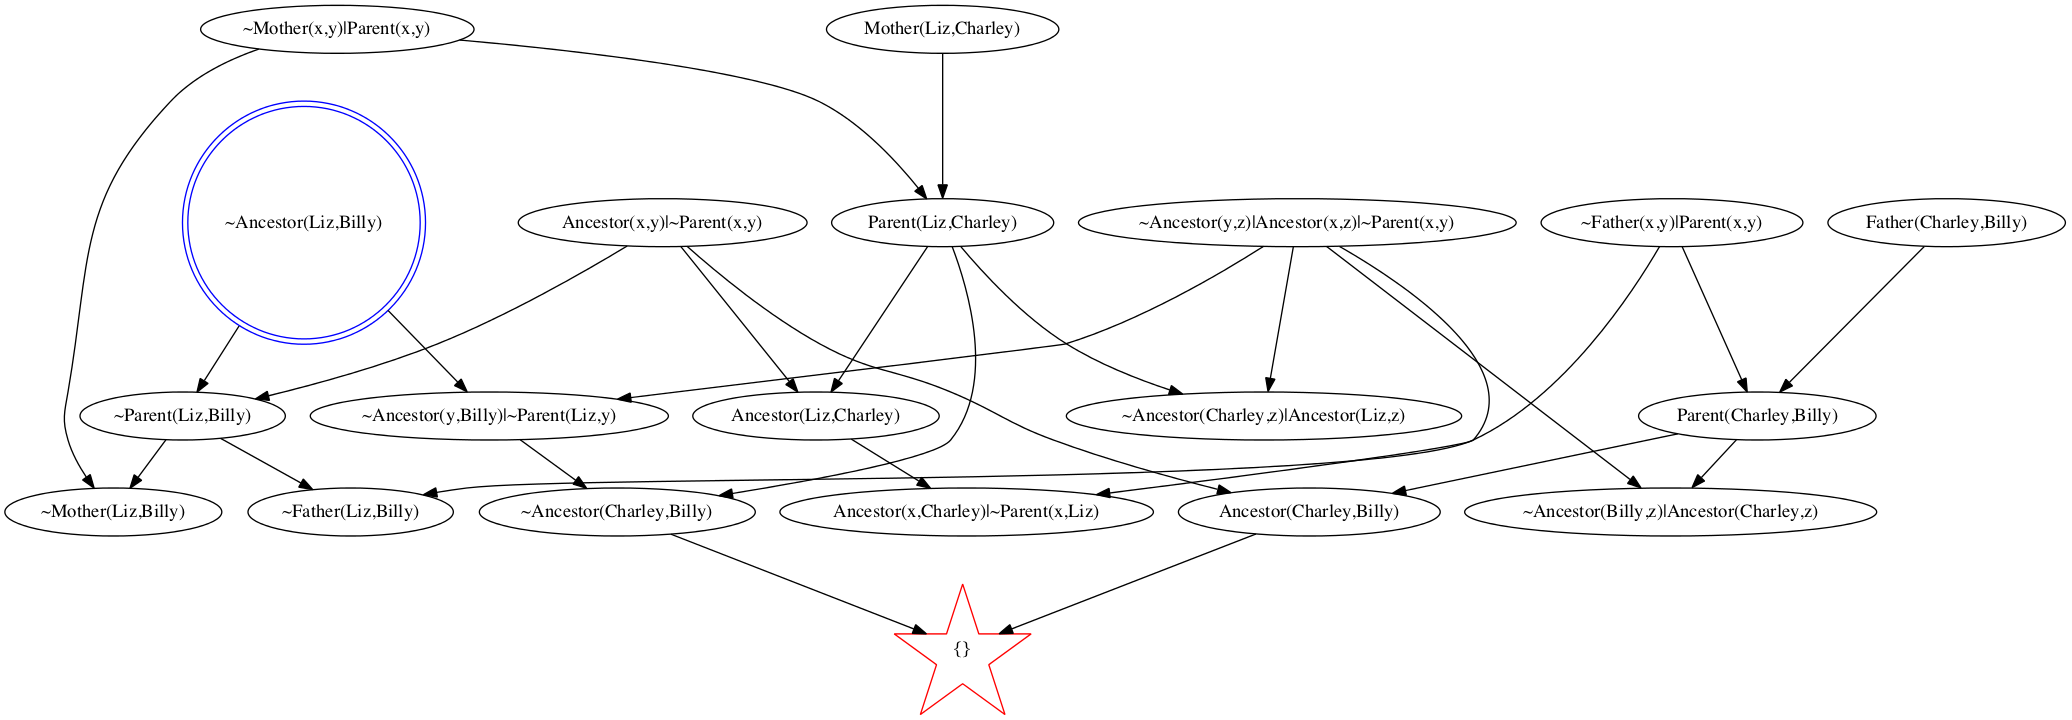 ~Mother(x,y)|Parent(x,y)
Mother(Liz,Charley)
~Ancestor(Liz,Billy)
Ancestor(x,y)|~Parent(x,y)
Parent(Liz,Charley)
~Ancestor(y,z)|Ancestor(x,z)|~Parent(x,y)
~Father(x,y)|Parent(x,y)
Father(Charley,Billy)
~Parent(Liz,Billy)
~Ancestor(y,Billy)|~Parent(Liz,y)
Ancestor(Liz,Charley)
~Ancestor(Charley,z)|Ancestor(Liz,z)
Parent(Charley,Billy)
~Mother(Liz,Billy)
~Father(Liz,Billy)
~Ancestor(Charley,Billy)
Ancestor(x,Charley)|~Parent(x,Liz)
Ancestor(Charley,Billy)
~Ancestor(Billy,z)|Ancestor(Charley,z)
{}